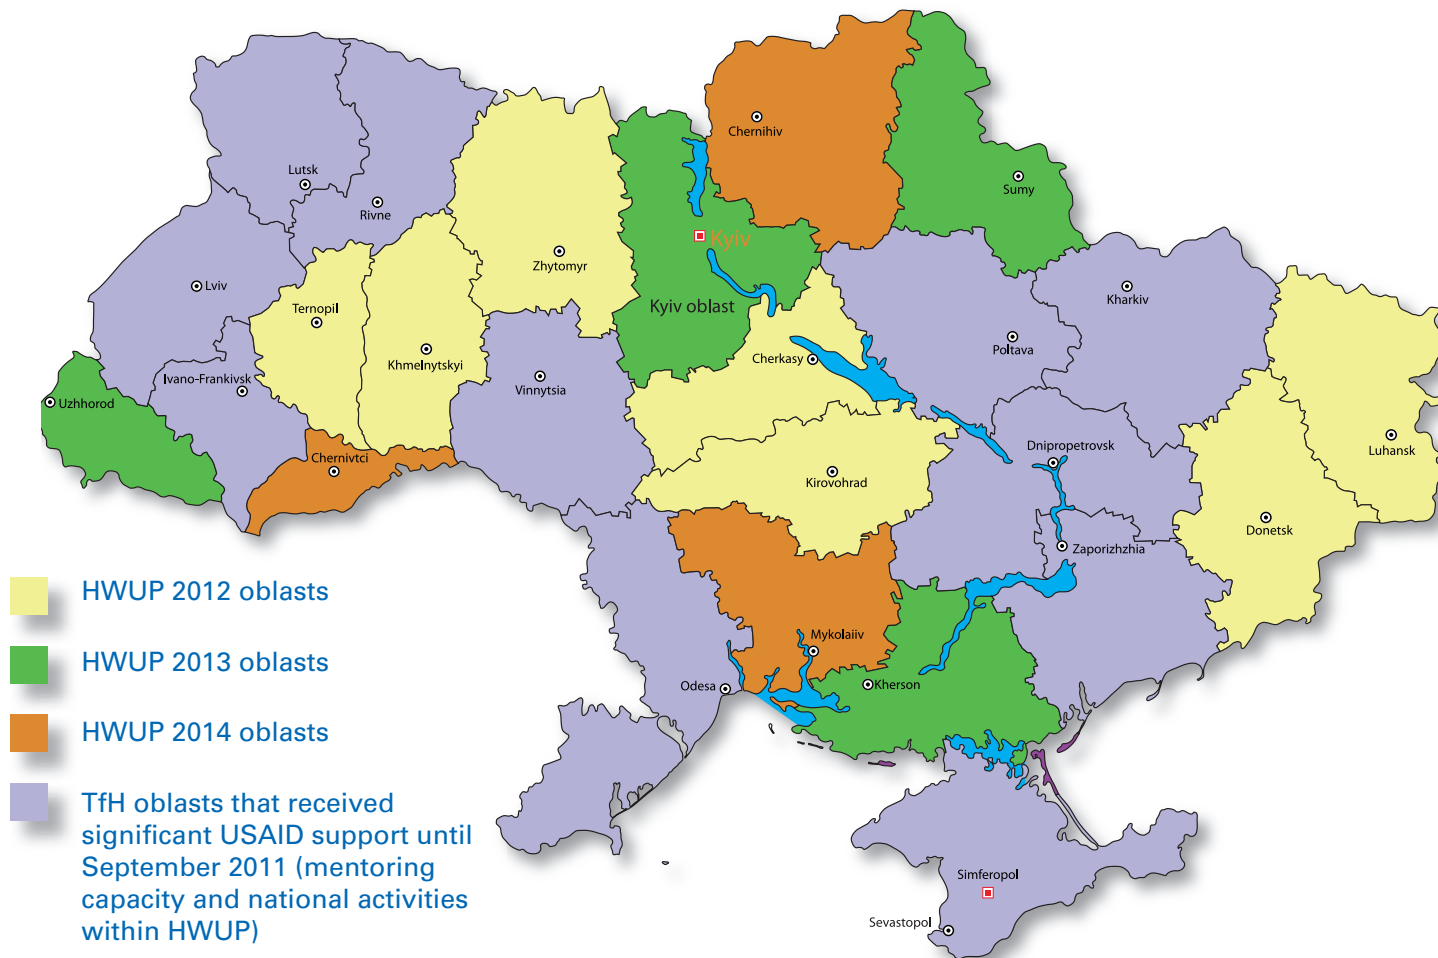 Chernihiv
Sumy
Lutsk
Rivne
Kyiv
Zhytomyr
Lviv
Kharkiv
Ternopil
Kyiv oblast
Poltava
Cherkasy
Khmelnytskyi
Ivano-Frankivsk
Vinnytsia
Uzhhorod
Dnipropetrovsk
Luhansk
Chernivtci
Kirovohrad
Donetsk
Zaporizhzhia
HWUP 2012 oblasts
Mykolaiiv
HWUP 2013 oblasts
Odesa
Kherson
HWUP 2014 oblasts
TfH oblasts that received
significant USAID support until
September 2011 (mentoring
capacity and national activities
within HWUP)
Simferopol
Sevastopol